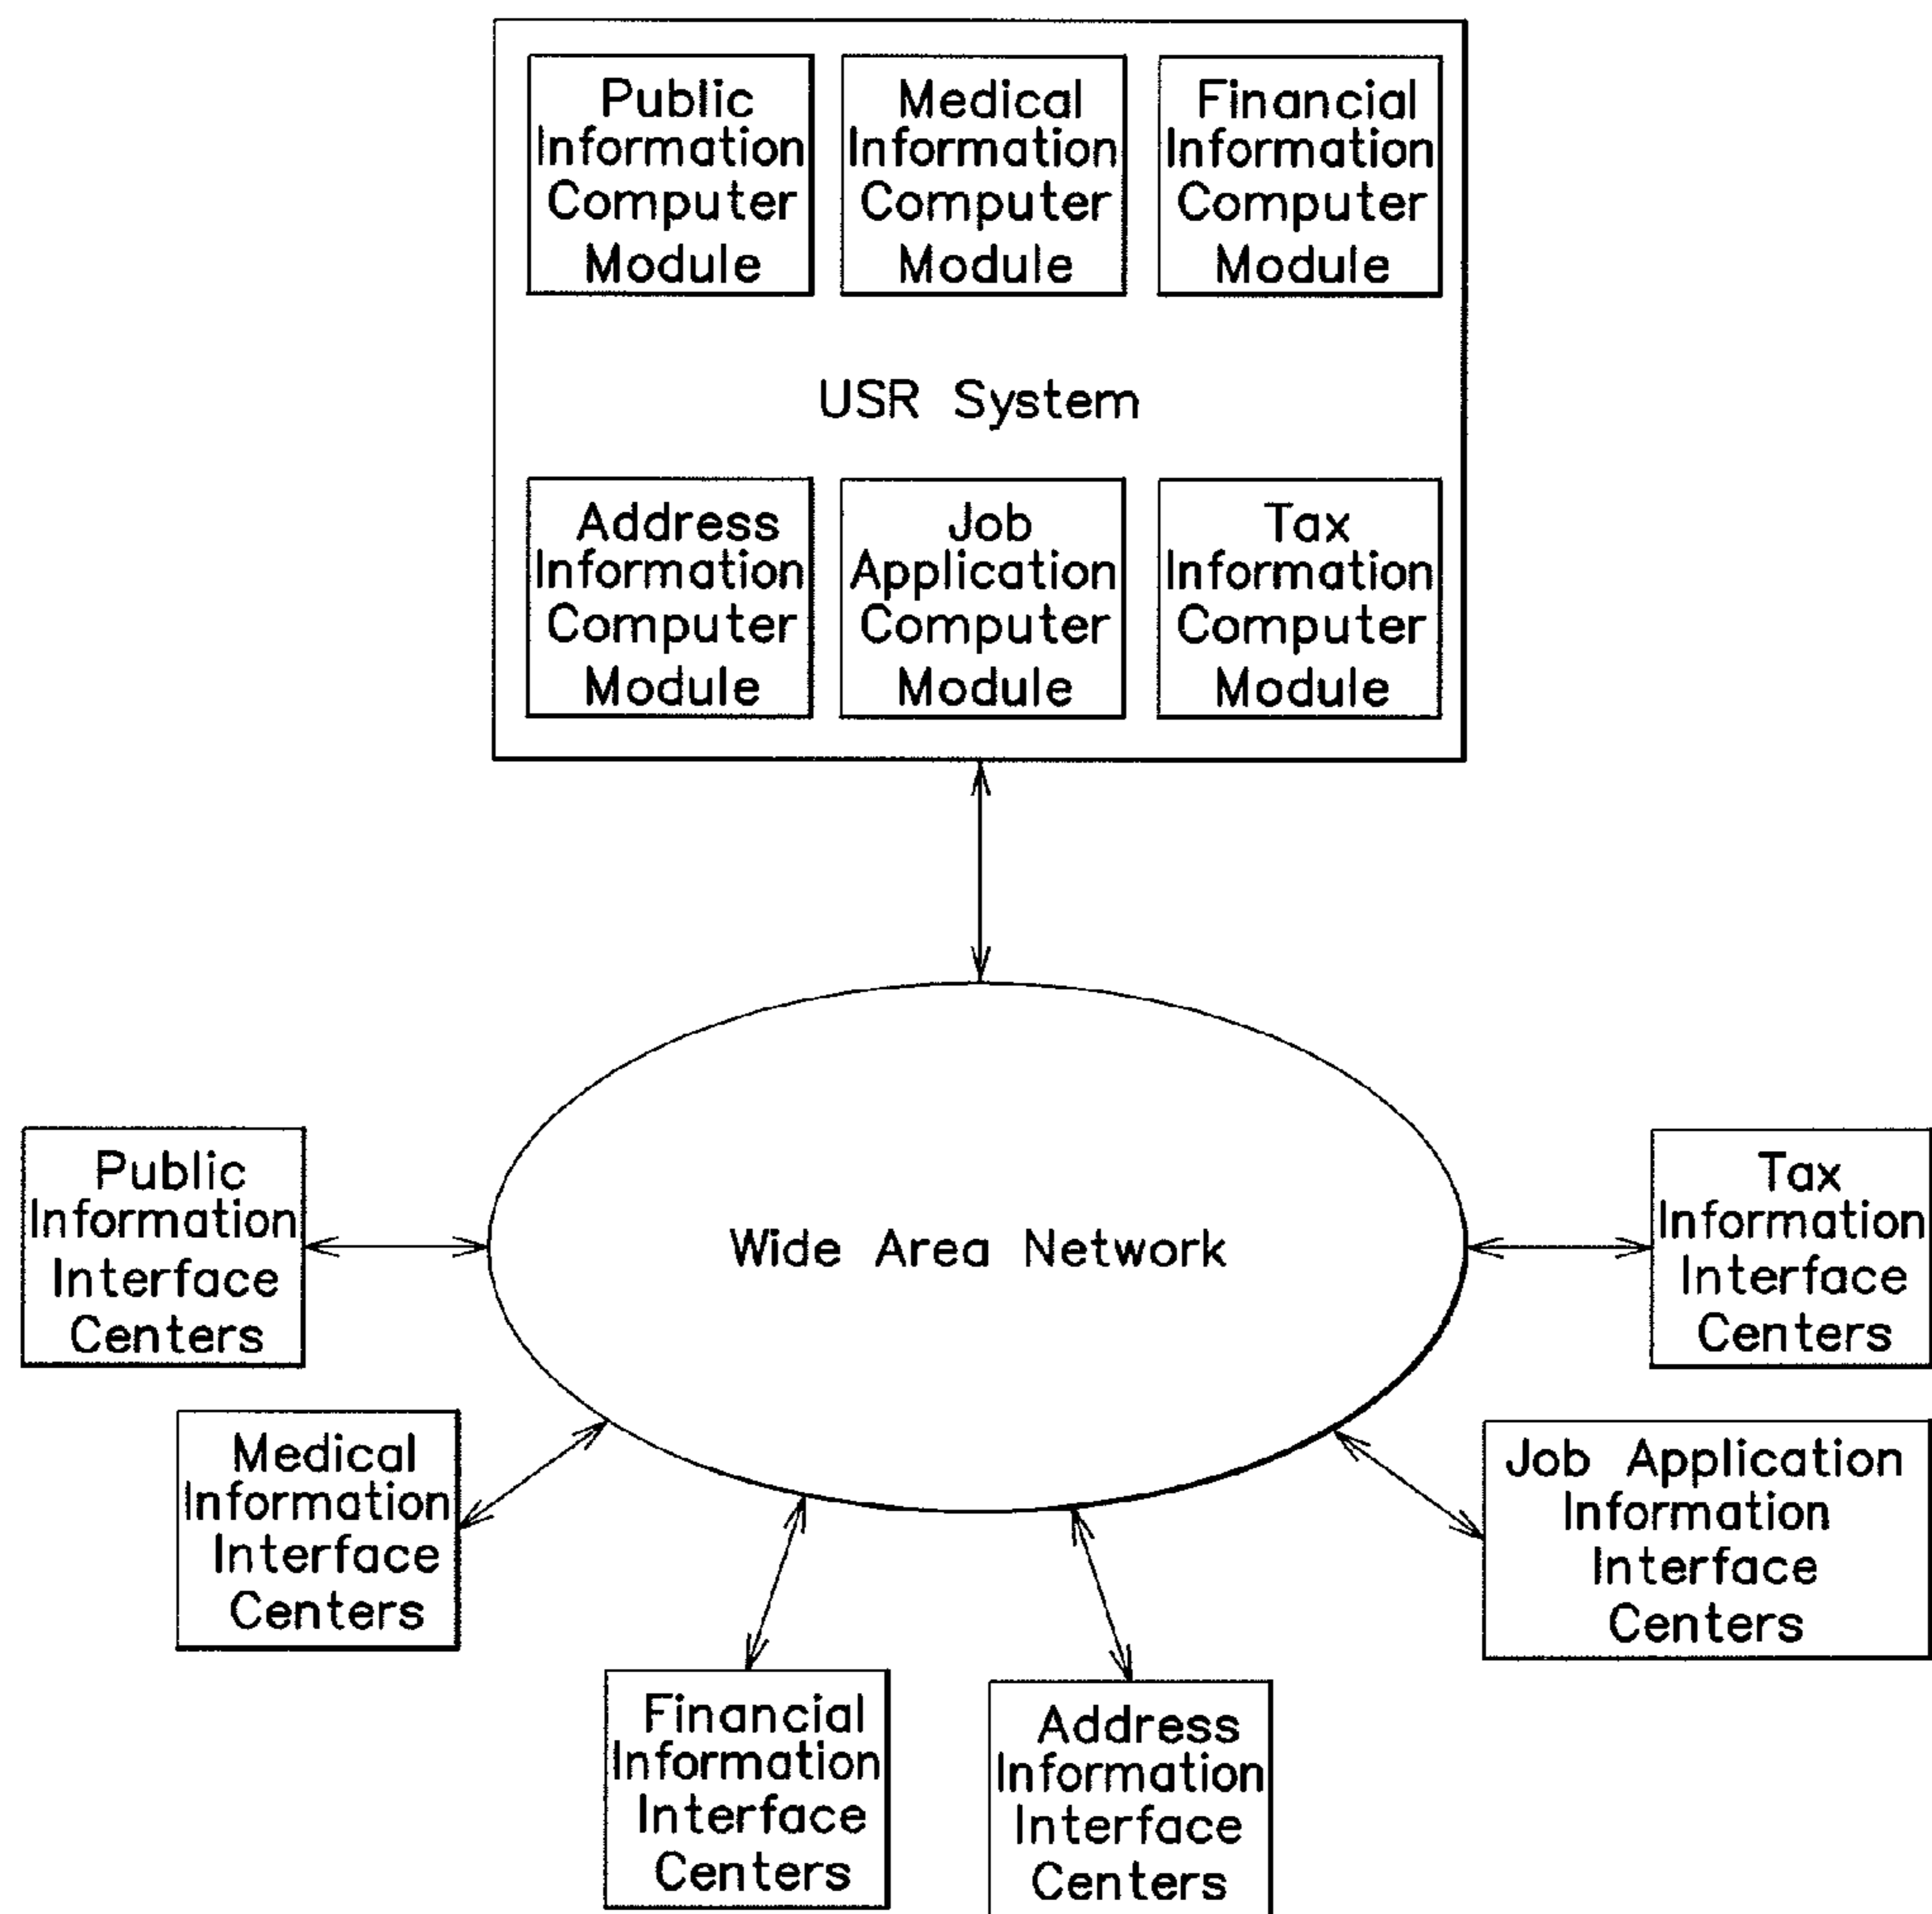 Public
Information
Computer
Module
Medical
Information
Computer
Module
Financial
Information
Computer
Module
USR System
Address
Information
Computer
Module
Job
Application
Computer
Module
Tax
Information
Computer
Module
Wide Area Network
Public
Information
Interface
Centers
Tax
Information
Interface
Centers
Medical
Information
Interface
Centers
Job Application
Information
Interface
Centers
Financial
Information
Interface
Centers
Address
Information
Interface
Centers